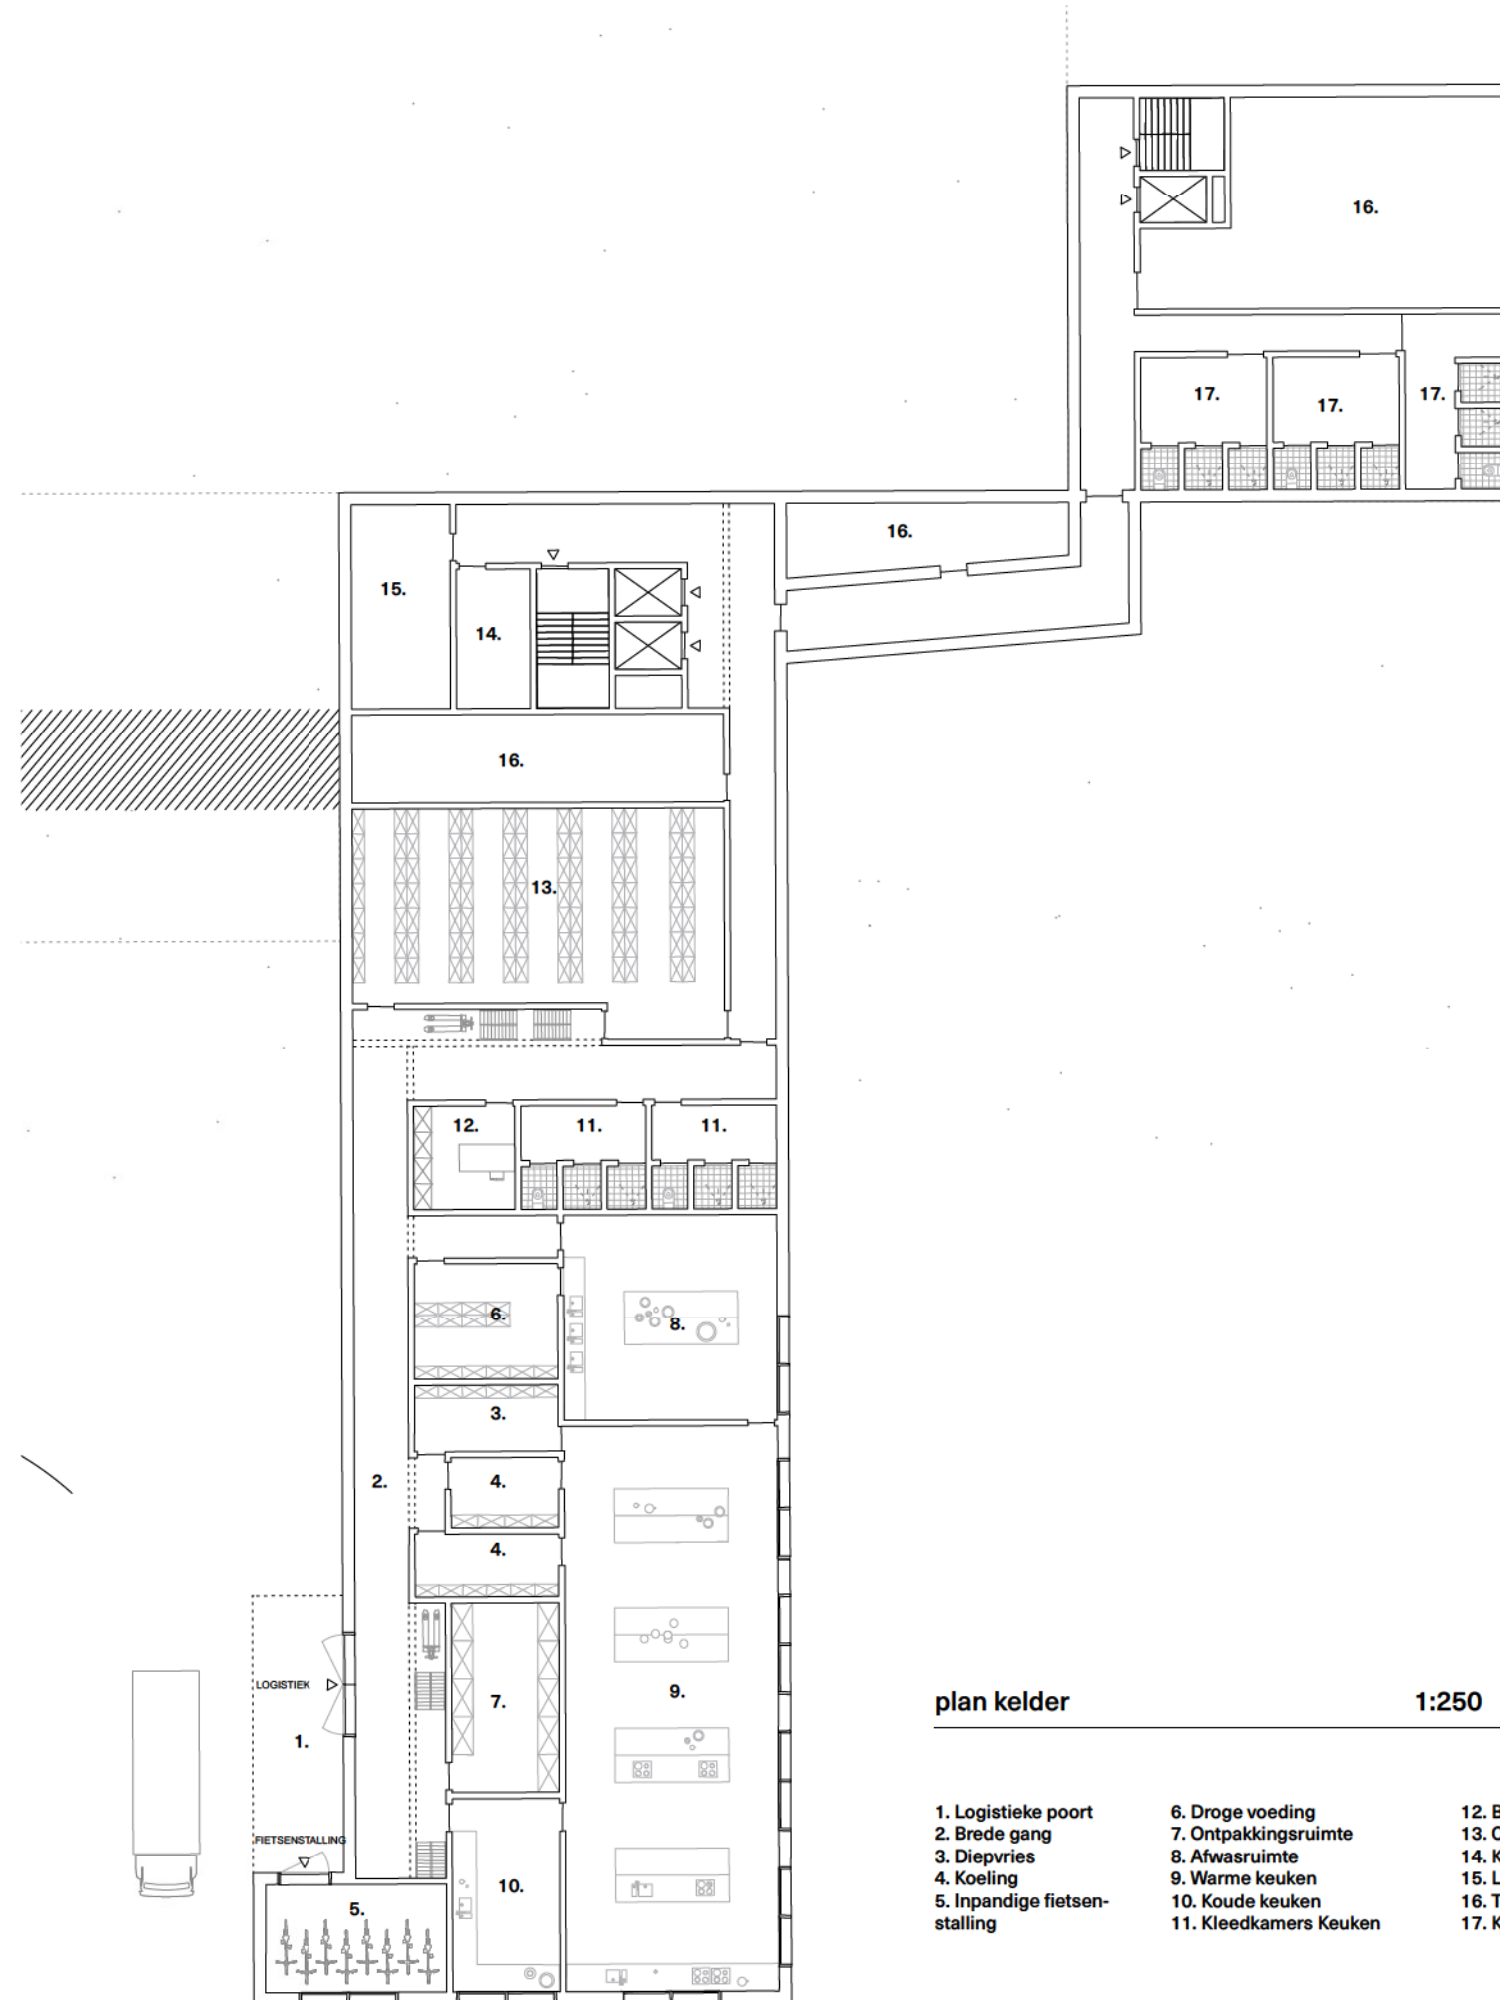 16.
17.
17.
17.
16.
15.
14.
16.
13.
12.
11.
11.
6.
8.
3.
2.
4.
4.
LOGISTIEK
7.
9.
1.
FIETSENSTALLING
10.
5.
plan kelder 1:250
1. Logistieke poort
2. Brede gang
3. Diepvries
4. Koeling
5. Inpandige fietsen-
stalling
6. Droge voeding
7. Ontpakkingsruimte
8. Afwasruimte
9. Warme keuken
10. Koude keuken
11. Kleedkamers Keuken
12.
13.
14.
15.
16.
17.